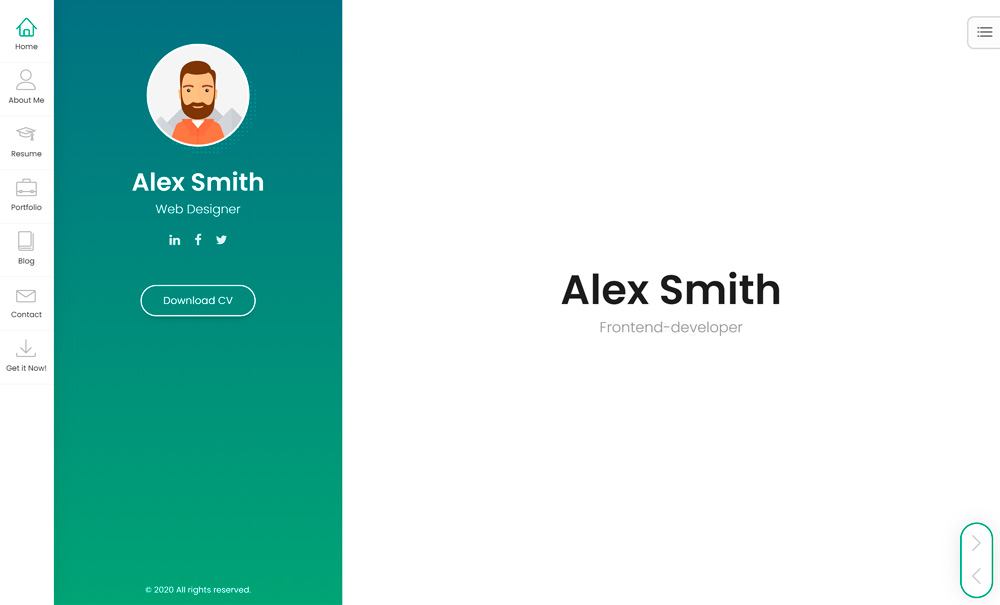 Home
About Me
Resume
Portfolio
Blog
Contact
Get it Now!
Alex Smith
Web Designer
Download CV
© 2020 All rights reserved.
Alex Smith
Frontend-developer